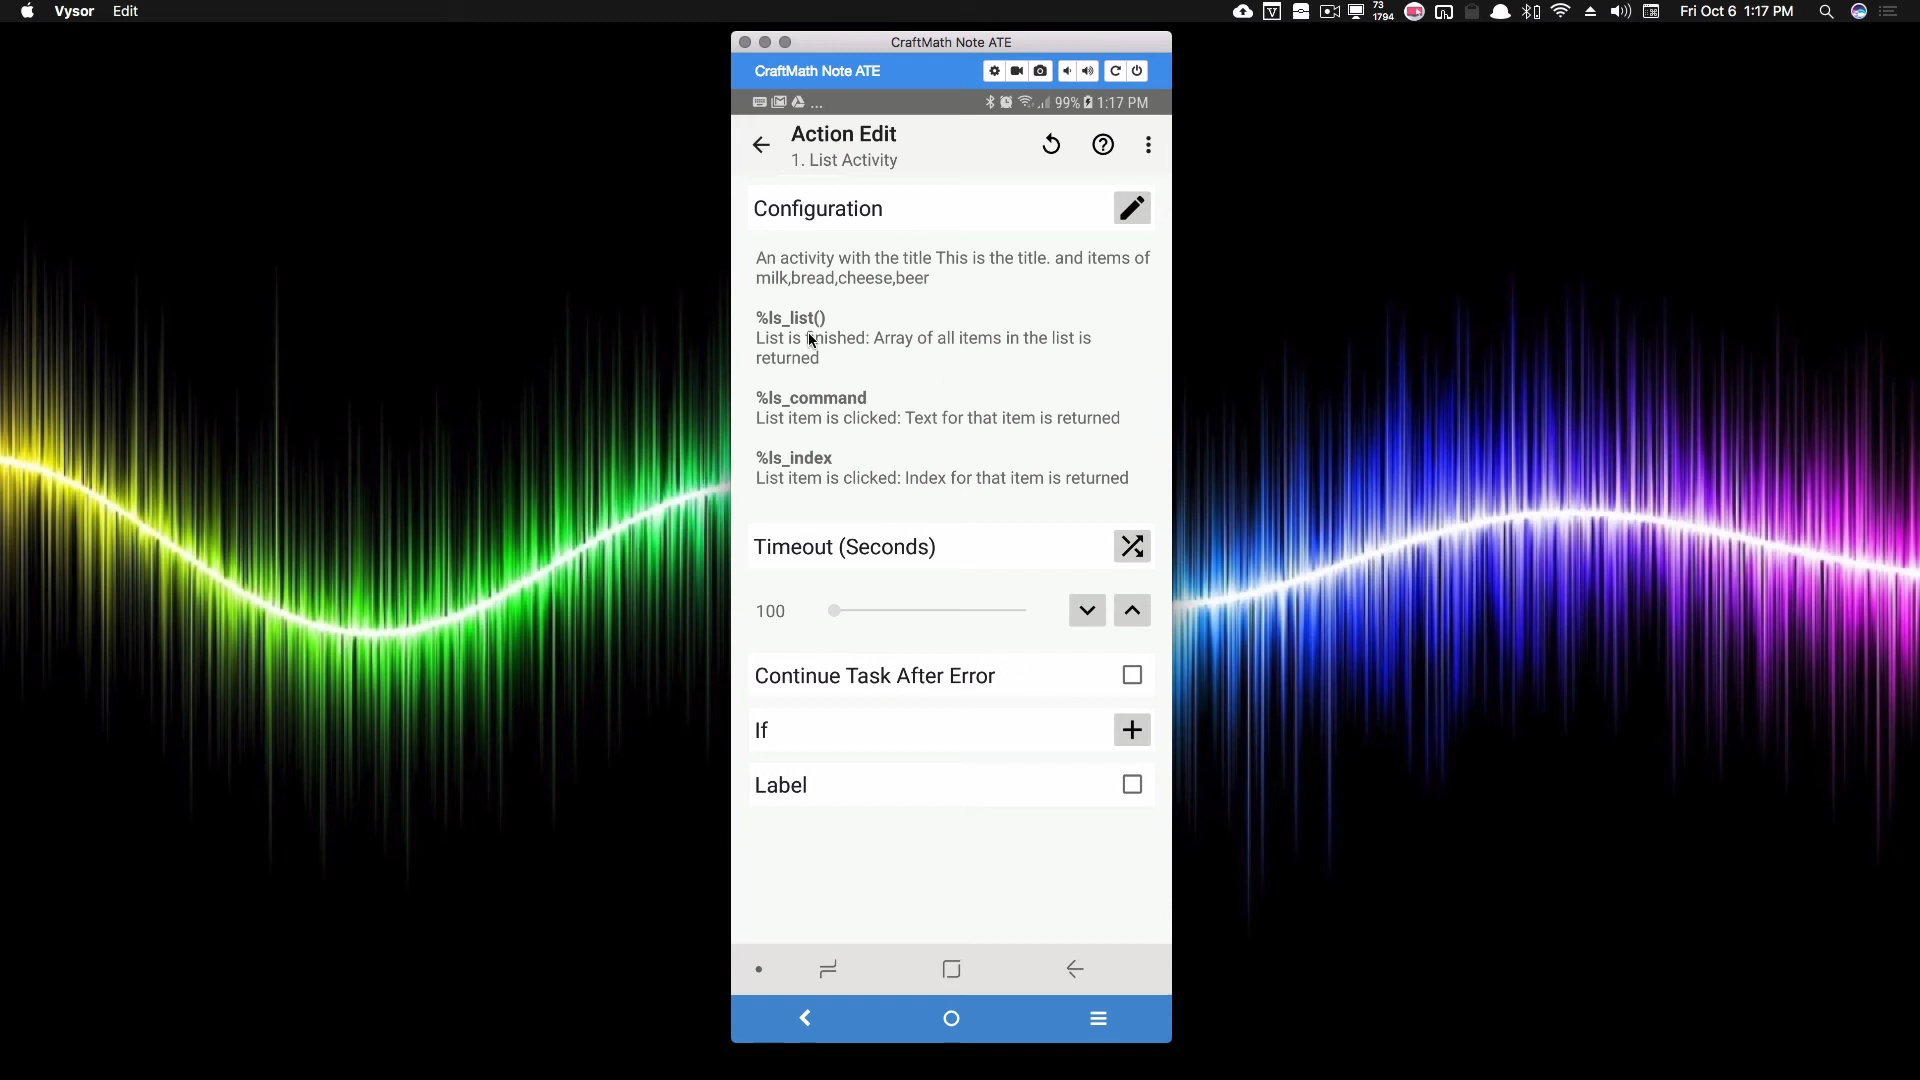 Vysor Edit
73
1794
Fri Oct 6 1:17 PM
CraftMath Note ATE
CraftMath Note ATE
... 99% 1:17 PM
Action Edit
1. List Activity
Configuration
An activity with the title This is the title. and items of
milk,bread,cheese,beer
%ls_list()
List is finished: Array of all items in the list is
returned
%ls_command
List item is clicked: Text for that item is returned
%ls_index
List item is clicked: Index for that item is returned
Timeout (Seconds)
100
Continue Task After Error
If
Label